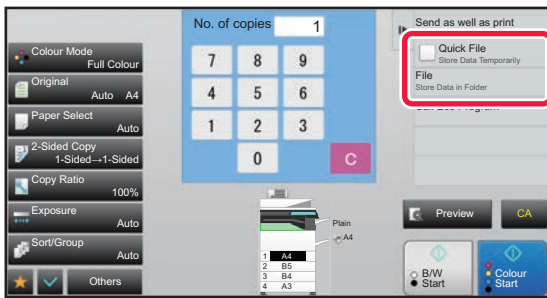 No. of copies
1
Send as well as print
Quick File
Store Data Temporarily
File
Store Data in Folder
Colour Mode
Full Colour
Original
Auto A4
Paper Select
Auto
2-Sided Copy
1-Sided→1-Sided
Copy Ratio
100%
Exposure
Auto
Sort/Group
Auto
Others
7 8 9
4 5 6
1 2 3
0 C
Plain
A4
1 A4
2 B5
3 B4
4 A3
Preview
CA
B/W
Start
Colour
Start